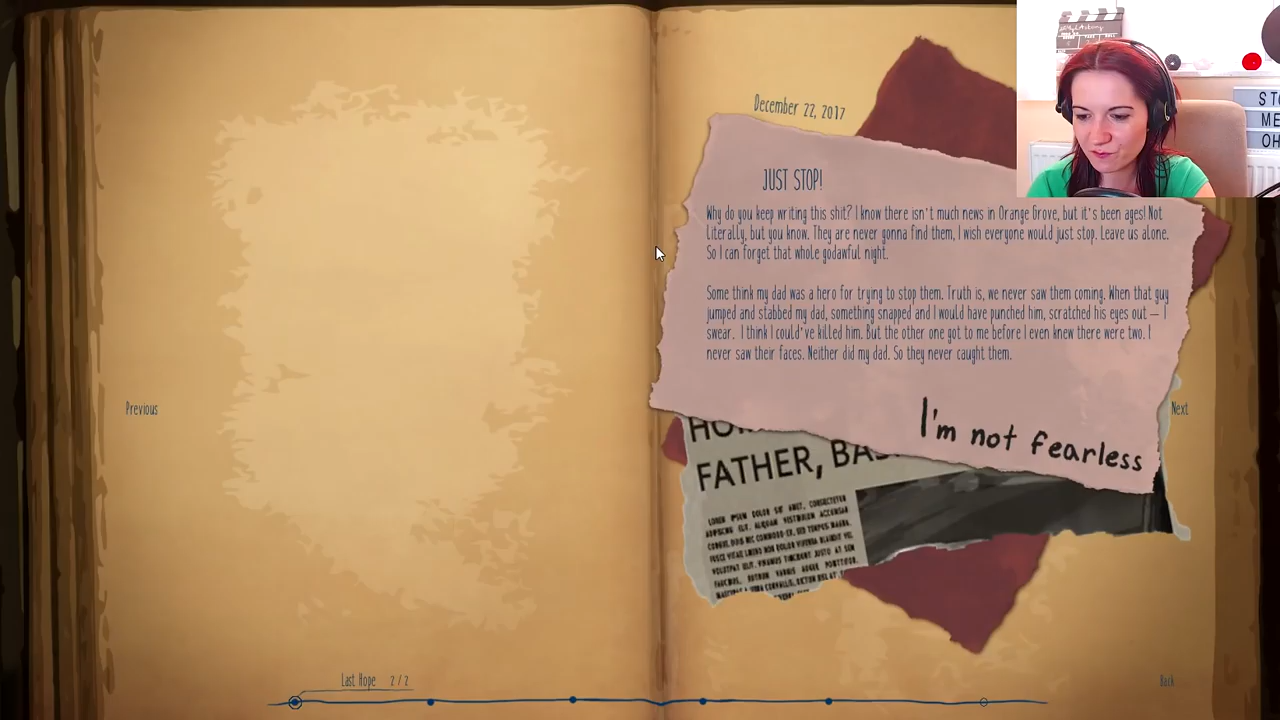 December 22, 2017
JUST STOP!
Why do you keep writing this shit? I know there isn't much news in Orange Grove, but it's been ages! Not
literally, but you know. They are never gonna find them, I wish everyone would just stop. Leave us alone.
So I can forget that whole godawful night.
Some think my dad was a hero for trying to stop them. Truth is, we never saw them coming. When that guy
jumped and stabbed my dad, something snapped and I would have punched him, scratched his eyes out – I
swear. I think I could've killed him. But the other one got to me before I even knew there were two. I
never saw their faces. Neither did my dad. So they never caught them.
I'm not fearless
FATHER,
LOREM IPSUM DOLOR SIT AMET, CONSECTETUR
Previous
Next
Last Hope 2/2
Back